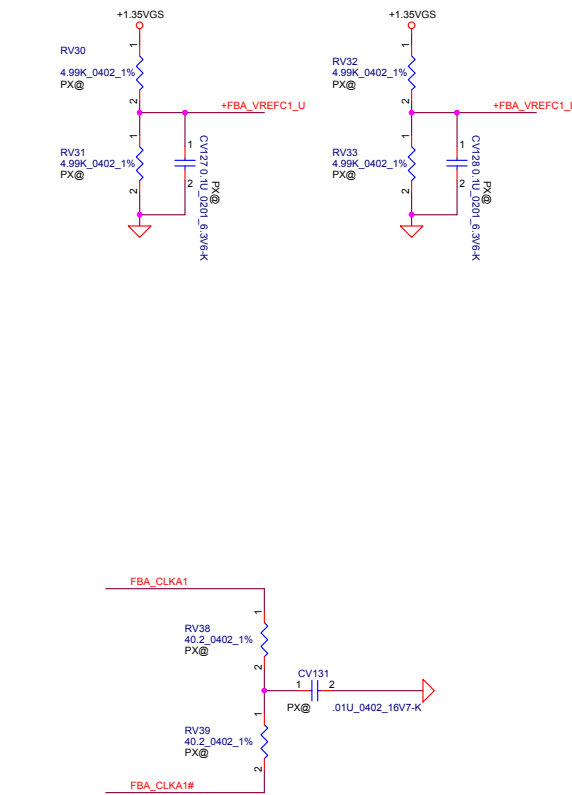 +1.35VGS
RV30
4.99K_0402_1%
PX@
1
2
+FBA_VREFC1_U
RV31
4.99K_0402_1%
PX@
1
2
1
2
CV127 0.1U_0201_6.3V6-K
PX@
+1.35VGS
RV32
4.99K_0402_1%
PX@
1
2
+FBA_VREFC1_U
RV33
4.99K_0402_1%
PX@
1
2
1
2
CV128 0.1U_0201_6.3V6-K
PX@
FBA_CLKA1
RV38
40.2_0402_1%
PX@
1
2
CV131
1 2
PX@ .01U_0402_16V7-K
RV39
40.2_0402_1%
PX@
1
2
FBA_CLKA1#